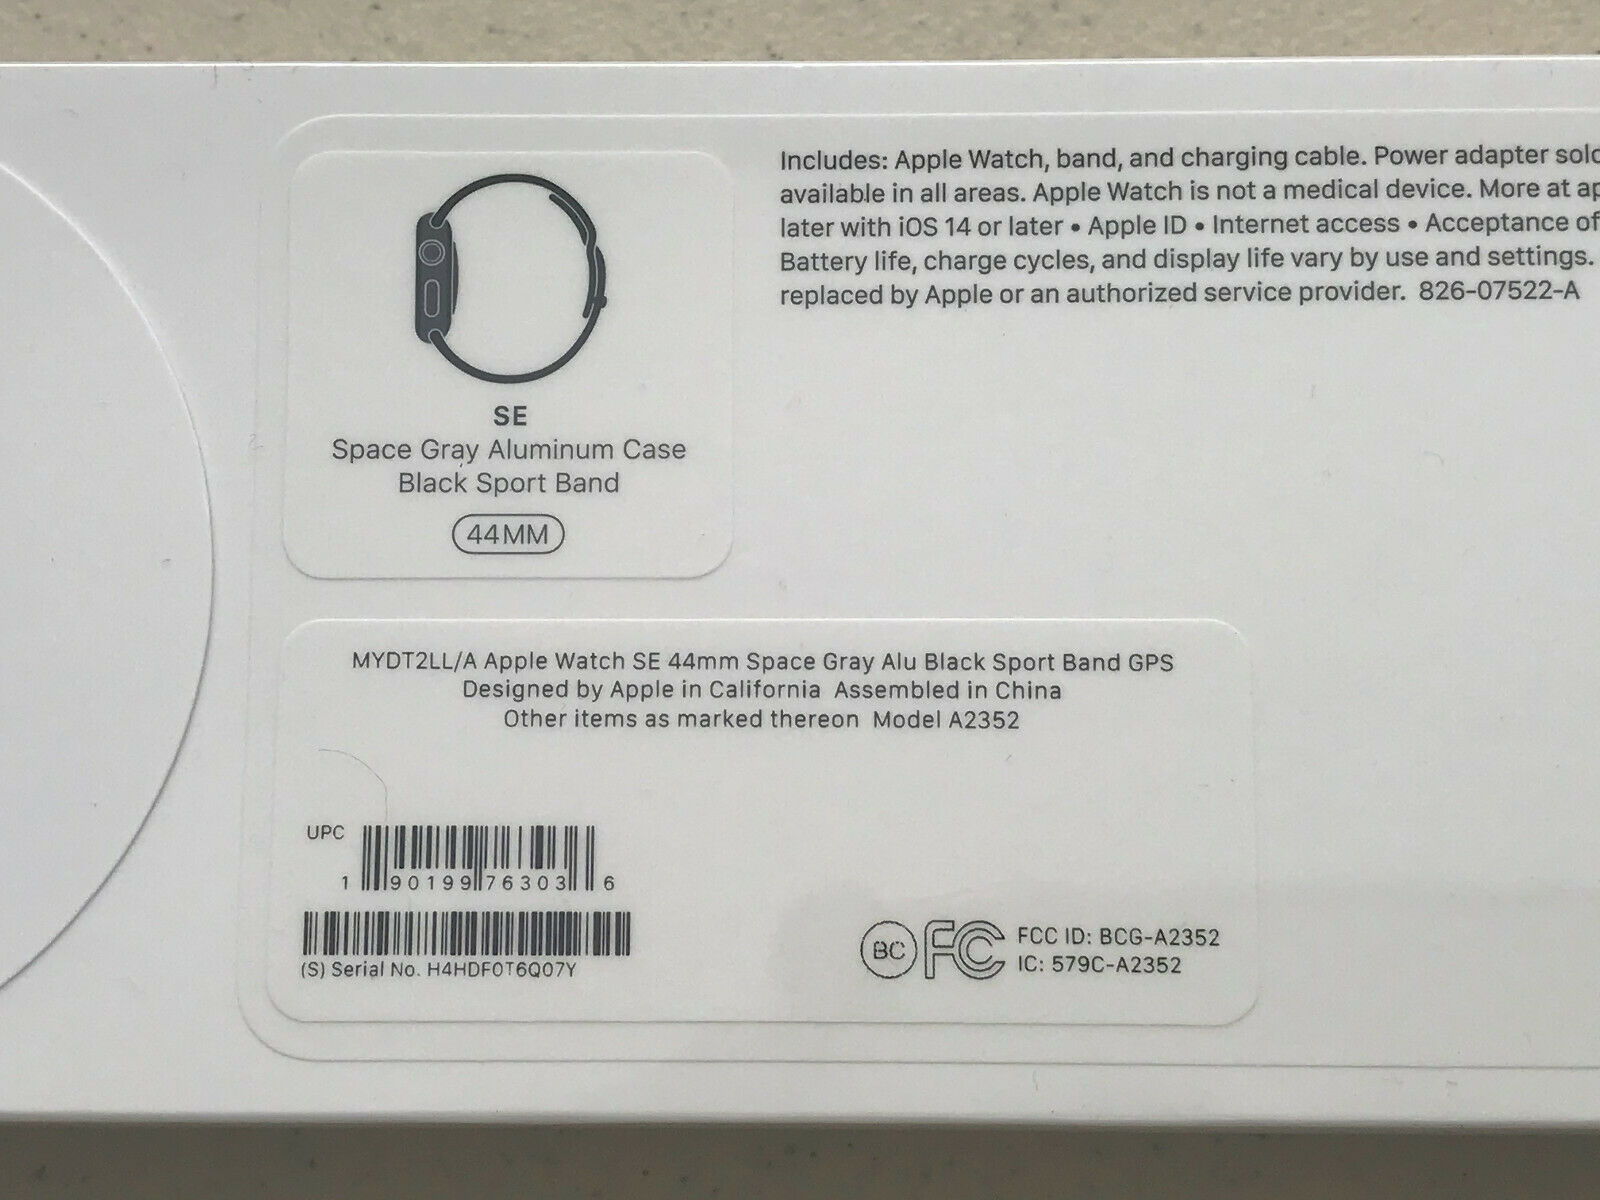 Includes: Apple Watch, band, and charging cable. Power adapter
available in all areas. Apple Watch is not a medical device. More at
later with iOS 14 or later • Apple ID • Internet access • Acceptance of
Battery life, charge cycles, and display life vary by use and settings.
replaced by Apple or an authorized service provider. 826-07522-A
SE
Space Gray Aluminum Case
Black Sport Band
44MM
MYDT2LL/A Apple Watch SE 44mm Space Gray Alu Black Sport Band GPS
Designed by Apple in California Assembled in China
Other items as marked thereon Model A2352
UPC
1 90199 76303 6
(S) Serial No. H4HDF0T6Q07Y
BC FC
FCC ID: BCG-A2352
IC: 579C-A2352